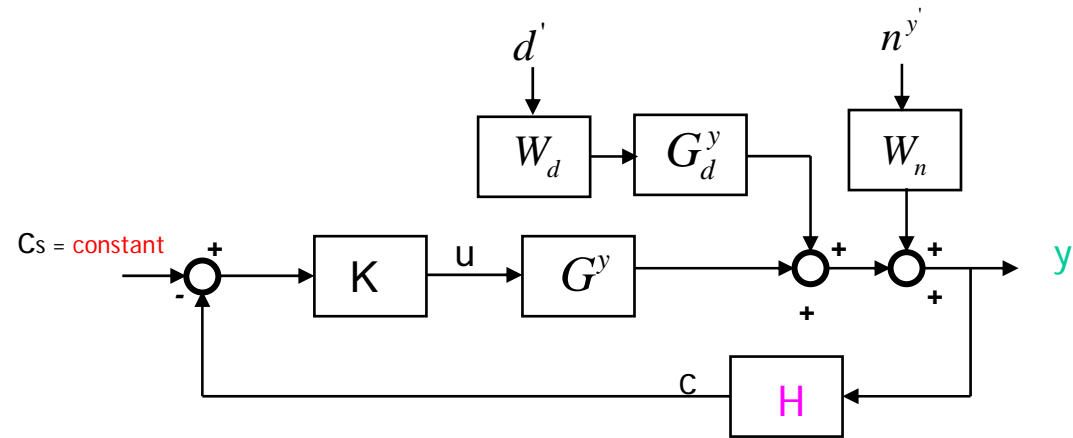 d'
n^{y'}
W_d
G_d^y
W_n
Cs = constant
+
-
K
u
G^y
+
+
+
+
y
c
H